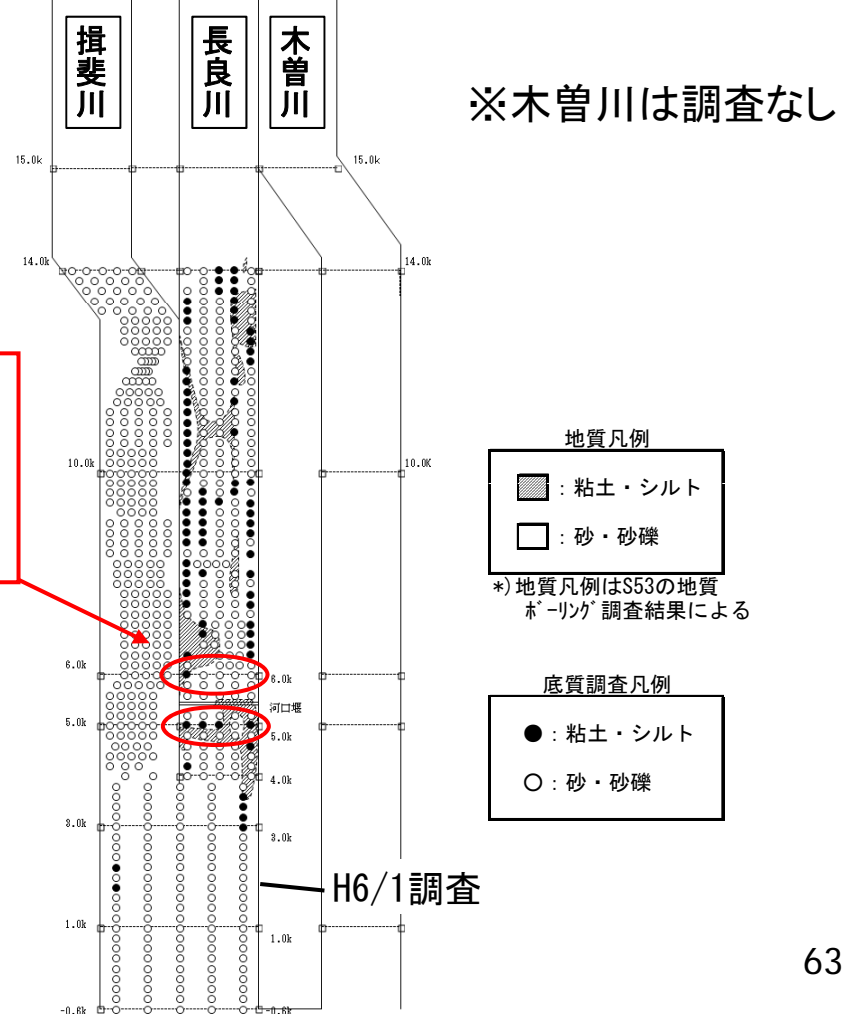 揖斐川
長良川
木曽川
※木曽川は調査なし
15.0k
15.0k
14.0k
14.0k
10.0k
10.0K
地質凡例
：粘土・シルト
：砂・砂礫
*)地質凡例はS53の地質
ﾎﾞｰﾘﾝｸﾞ調査結果による
6.0k
6.0k
河口堰
5.0k
5.0k
底質調査凡例
●：粘土・シルト
○：砂・砂礫
4.0k
3.0k
3.0k
H6/1調査
1.0k
1.0k
63
-0.6k
-0.6k